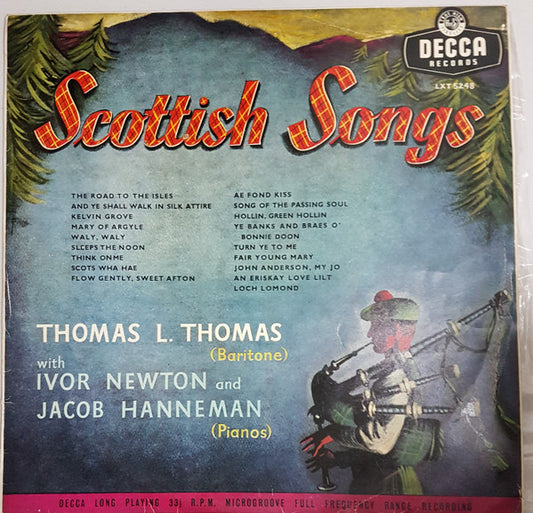 DECCA
RECORDS
LXT 5248
Scottish Songs
THE ROAD TO THE ISLES
AND YE SHALL WALK IN SILK ATTIRE
KELVIN GROVE
MARY OF ARGYLE
WALY, WALY
SLEEPS THE NOON
THINK ON ME
SCOTS WHA HAE
FLOW GENTLY, SWEET AFTON
AE FOND KISS
SONG OF THE PASSING SOUL
HOLLIN, GREEN HOLLIN
YE BANKS AND BRAES O'
BONNIE DOON
TURN YE TO ME
FAIR YOUNG MARY
JOHN ANDERSON, MY JO
AN ERISKAY LOVE LILT
LOCH LOMOND
THOMAS L. THOMAS
(Baritone)
with
IVOR NEWTON and
JACOB HANNEMAN
(Pianos)
DECCA LONG PLAYING 33⅓ R.P.M. MICROGROOVE FULL FREQUENCY RANGE RECORDING